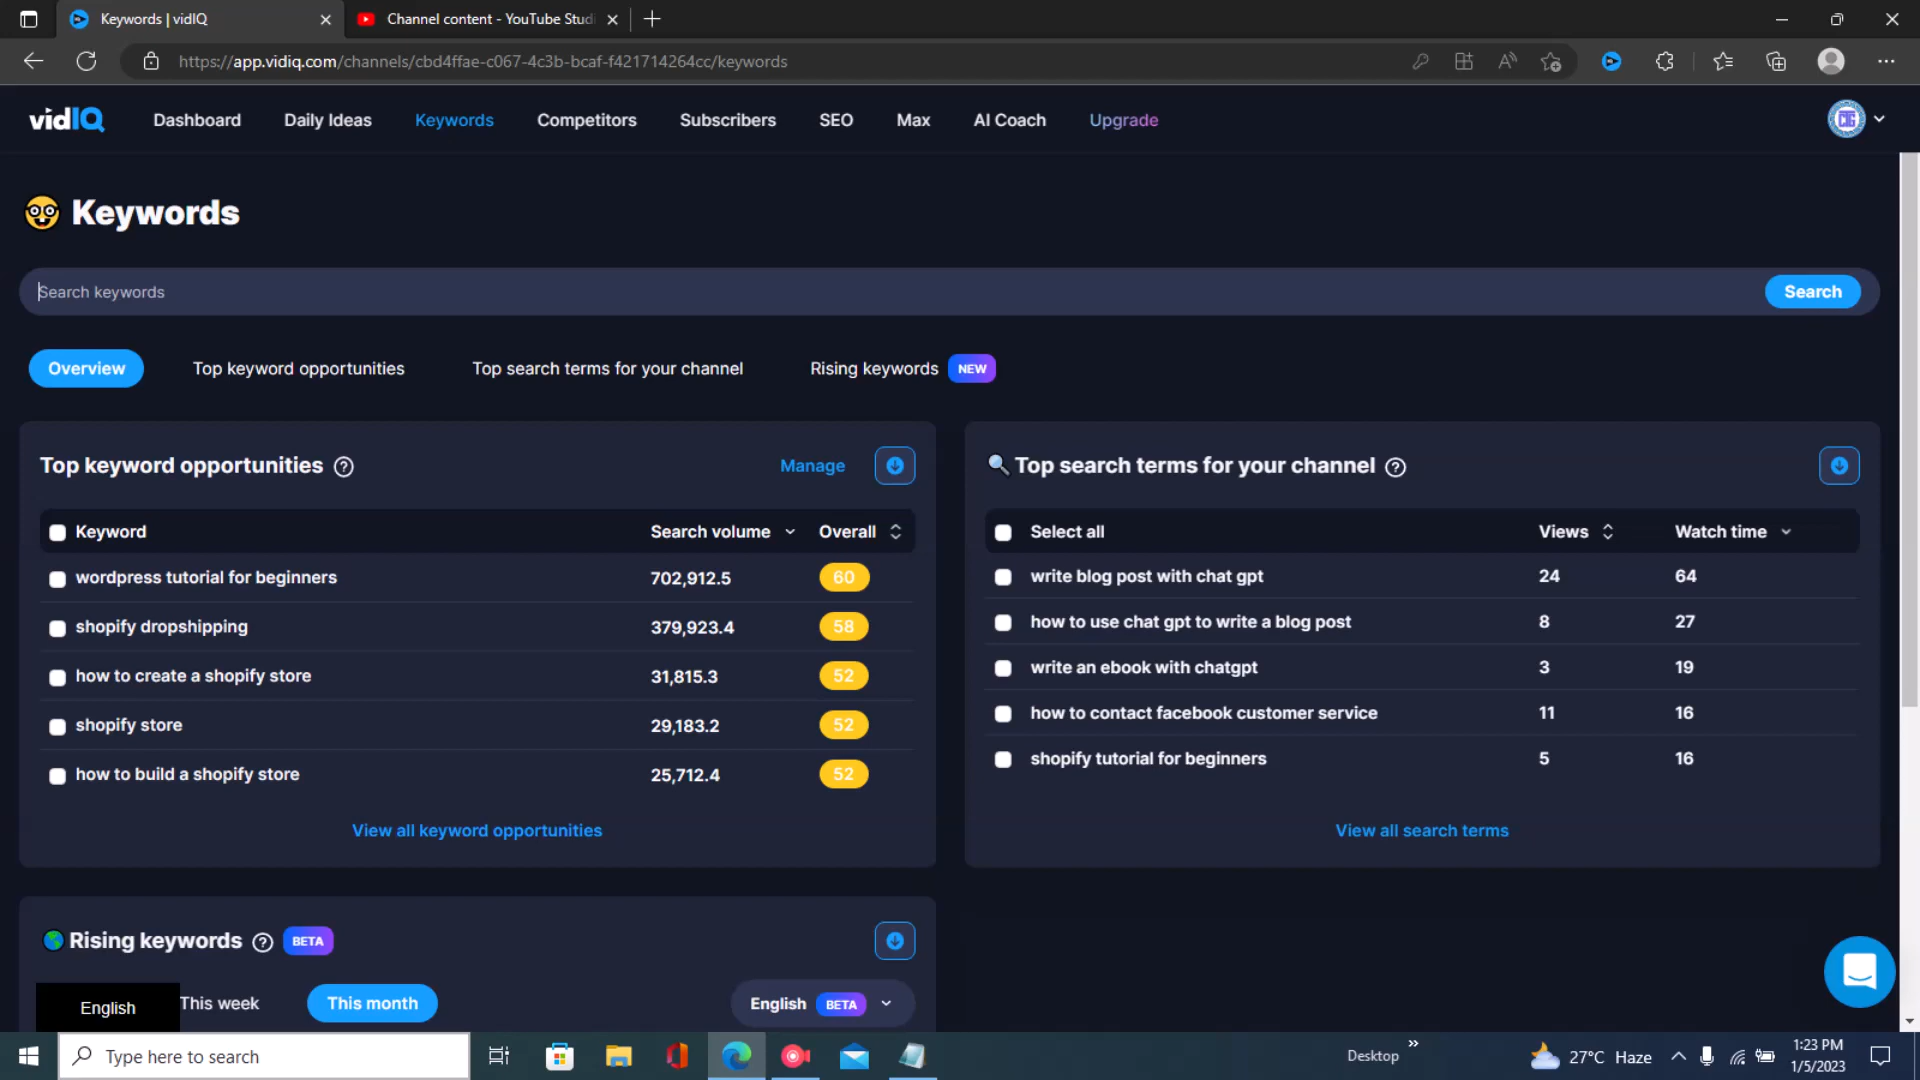 Keywords | vidIQ
Channel content - YouTube Studi
https://app.vidiq.com/channels/cbd4ffae-c067-4c3b-bcaf-f421714264cc/keywords
vidIQ Dashboard Daily Ideas Keywords Competitors Subscribers SEO Max AI Coach Upgrade
Keywords
Search keywords Search
Overview Top keyword opportunities Top search terms for your channel Rising keywords NEW
Top keyword opportunities ? Manage
Keyword Search volume Overall
wordpress tutorial for beginners 702,912.5 60
shopify dropshipping 379,923.4 58
how to create a shopify store 31,815.3 52
shopify store 29,183.2 52
how to build a shopify store 25,712.4 52
View all keyword opportunities
Top search terms for your channel ?
Select all Views Watch time
write blog post with chat gpt 24 64
how to use chat gpt to write a blog post 8 27
write an ebook with chatgpt 3 19
how to contact facebook customer service 11 16
shopify tutorial for beginners 5 16
View all search terms
Rising keywords ? BETA
English This week This month English BETA
Type here to search
Desktop
27°C Haze
1:23 PM
1/5/2023